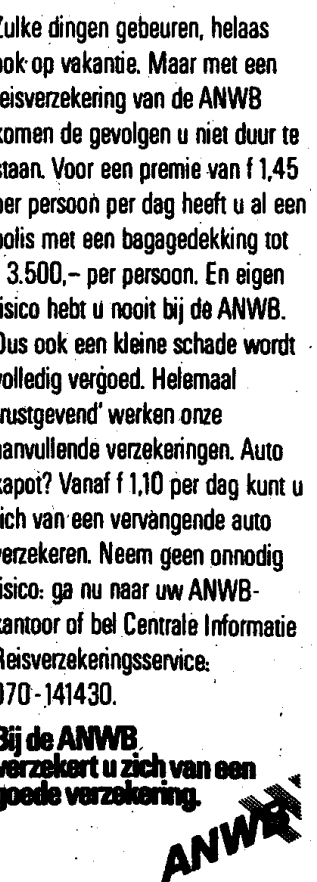 Zulke dingen gebeuren, helaas
ook op vakantie. Maar met een
reisverzekering van de ANWB
komen de gevolgen u niet duur te
staan. Voor een premie van f 1,45
per persoon per dag heeft u al een
polis met een bagagedekking tot
3.500,- per persoon. En eigen
risico hebt u nooit bij de ANWB.
Dus ook een kleine schade wordt
volledig vergoed. Helemaal
'rustgevend' werken onze
aanvullende verzekeringen. Auto
kapot? Vanaf f 1,10 per dag kunt u
zich van een vervangende auto
verzekeren. Neem geen onnodig
risico: ga nu naar uw ANWB-
kantoor of bel Centrale Informatie
Reisverzekeringsservice:
070-141430.
Bij de ANWB
verzekert u zich van een
goede verzekering.
ANWB